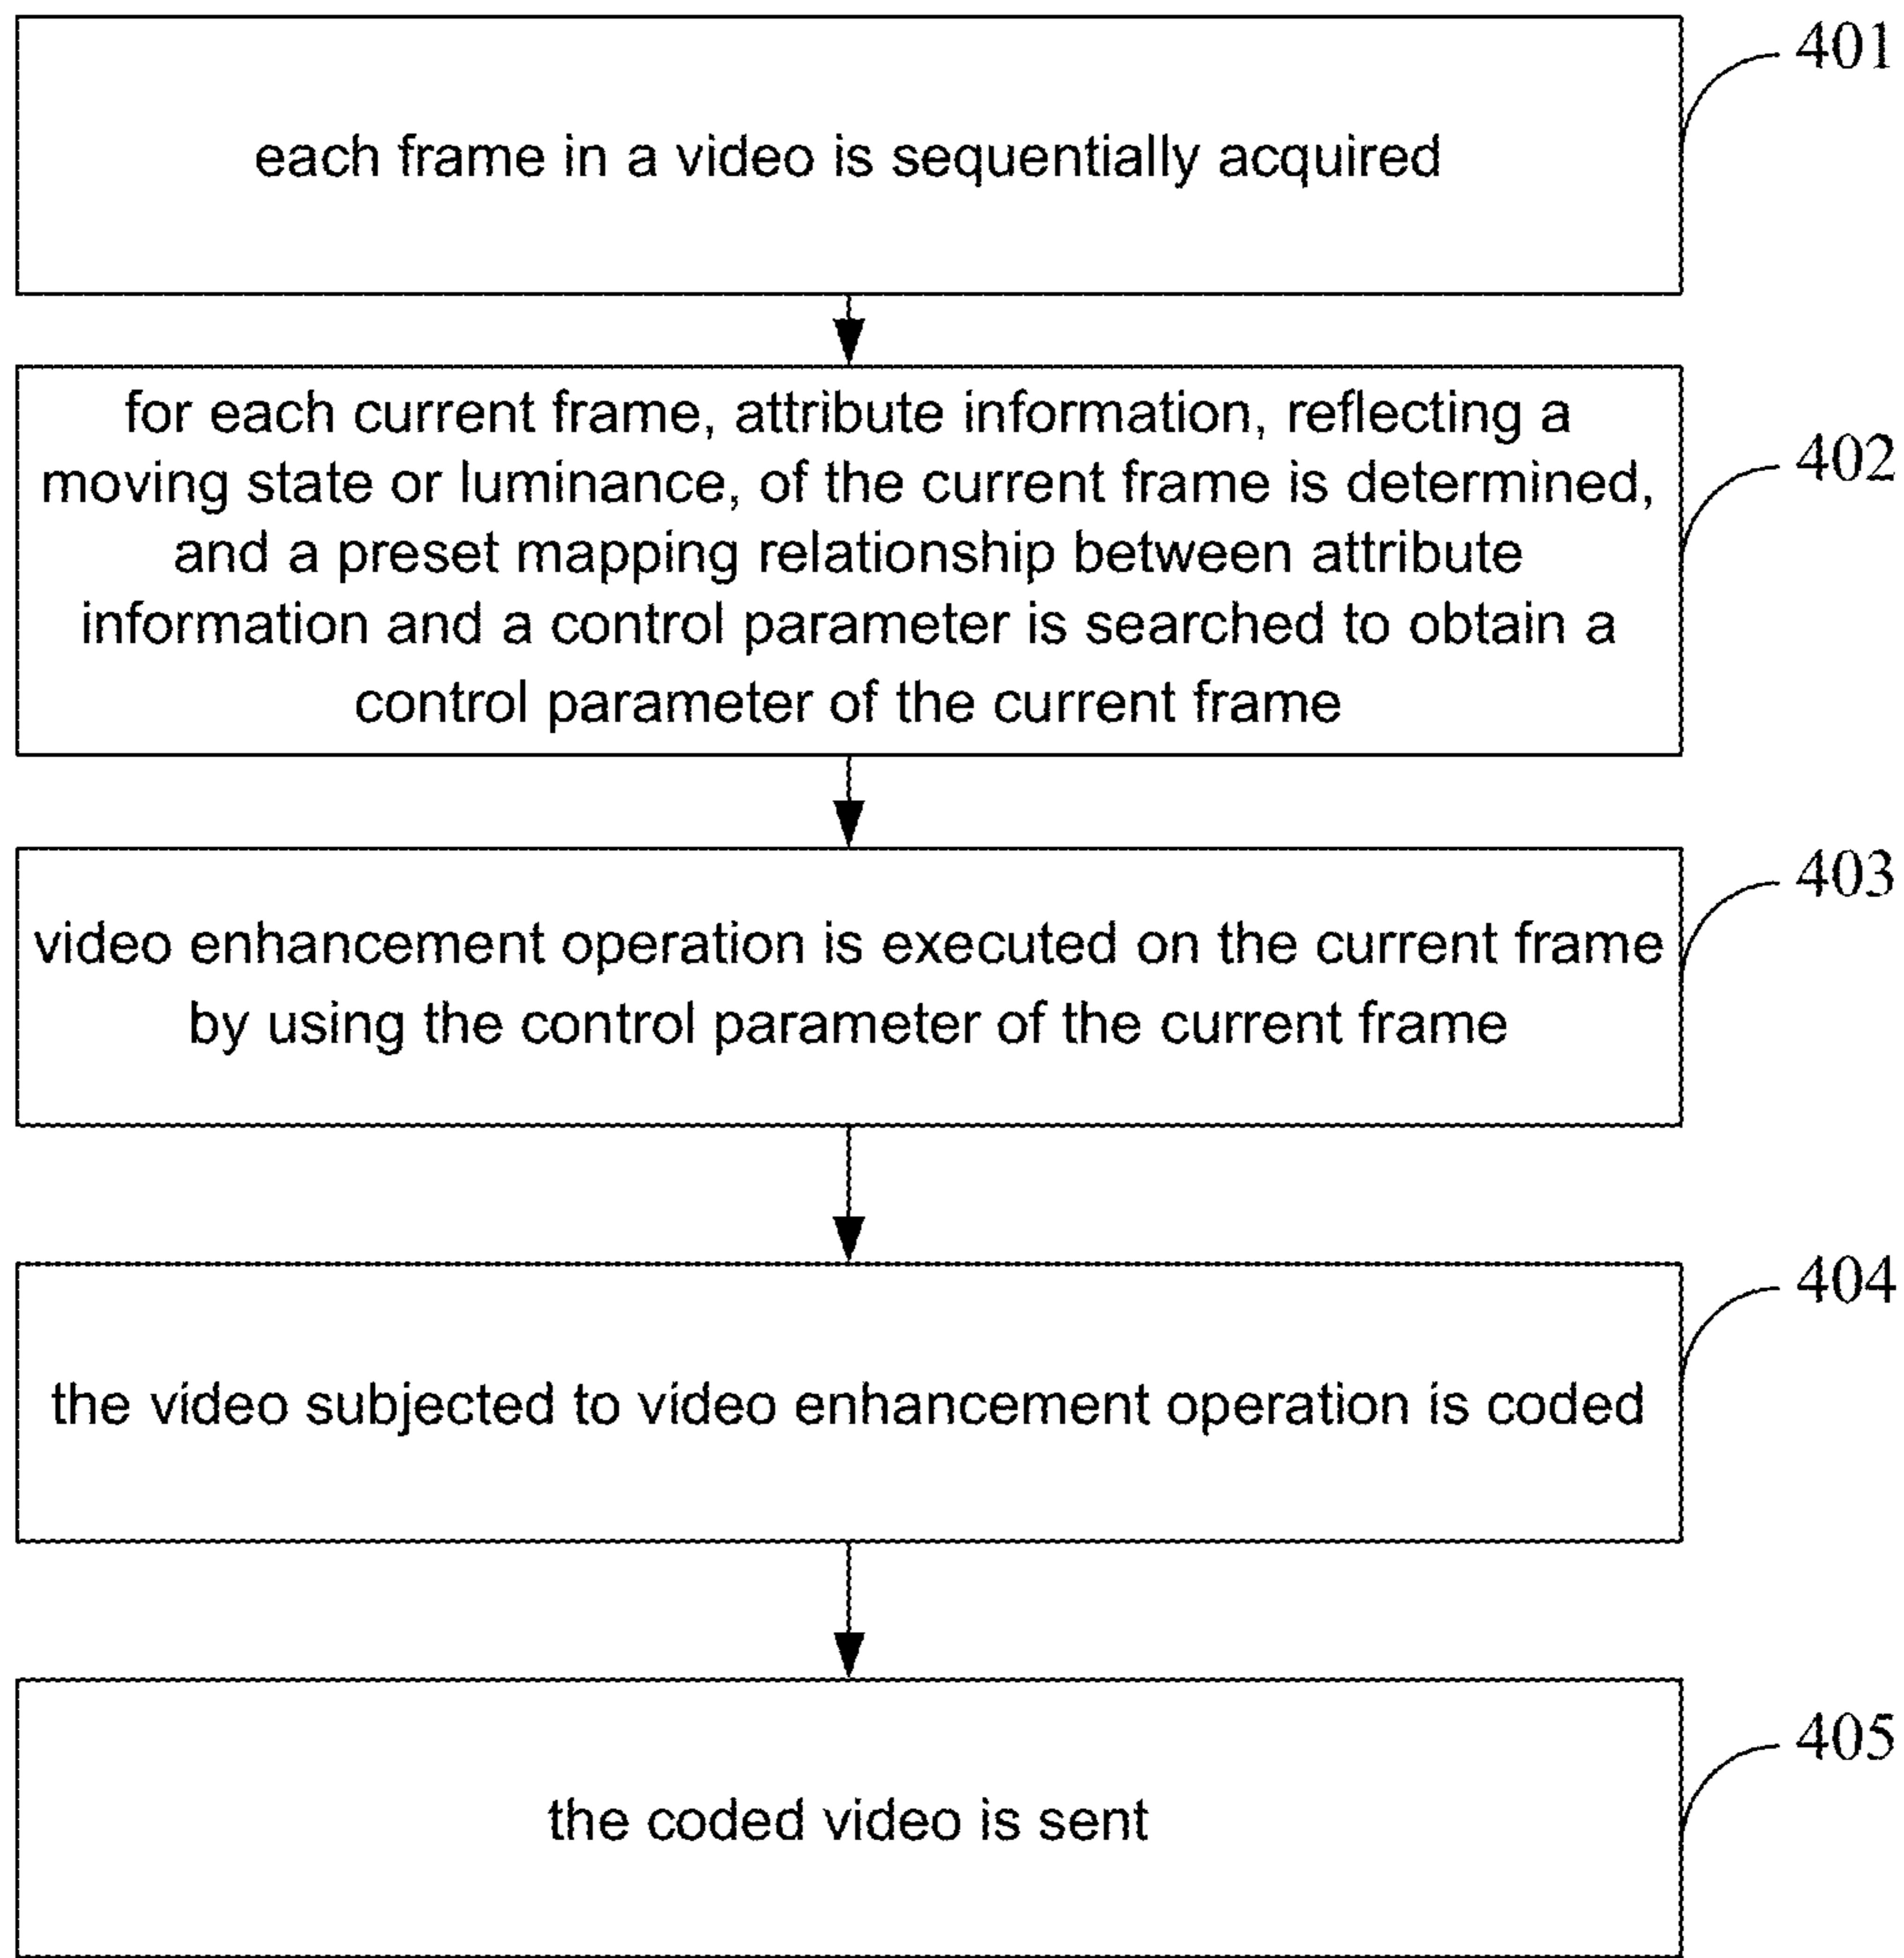 401
each frame in a video is sequentially acquired
for each current frame, attribute information, reflecting a
moving state or luminance, of the current frame is determined,
402
and a preset mapping relationship between attribute
information and a control parameter is searched to obtain a
control parameter of the current frame
403
video enhancement operation is executed on the current frame
by using the control parameter of the current frame
404
the video subjected to video enhancement operation is coded
405
the coded video is sent